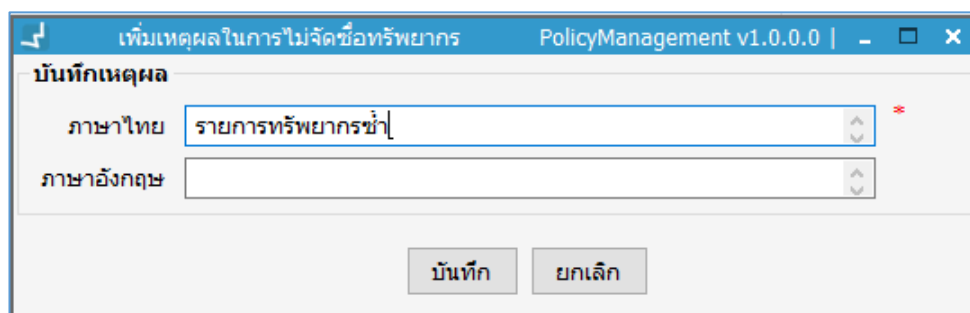 เพิ่มเหตุผลในการไม่จัดซื้อทรัพยากร PolicyManagement v1.0.0.0 |
บันทึกเหตุผล
ภาษาไทย รายการทรัพยากรซ้ำ *
ภาษาอังกฤษ
บันทึก ยกเลิก